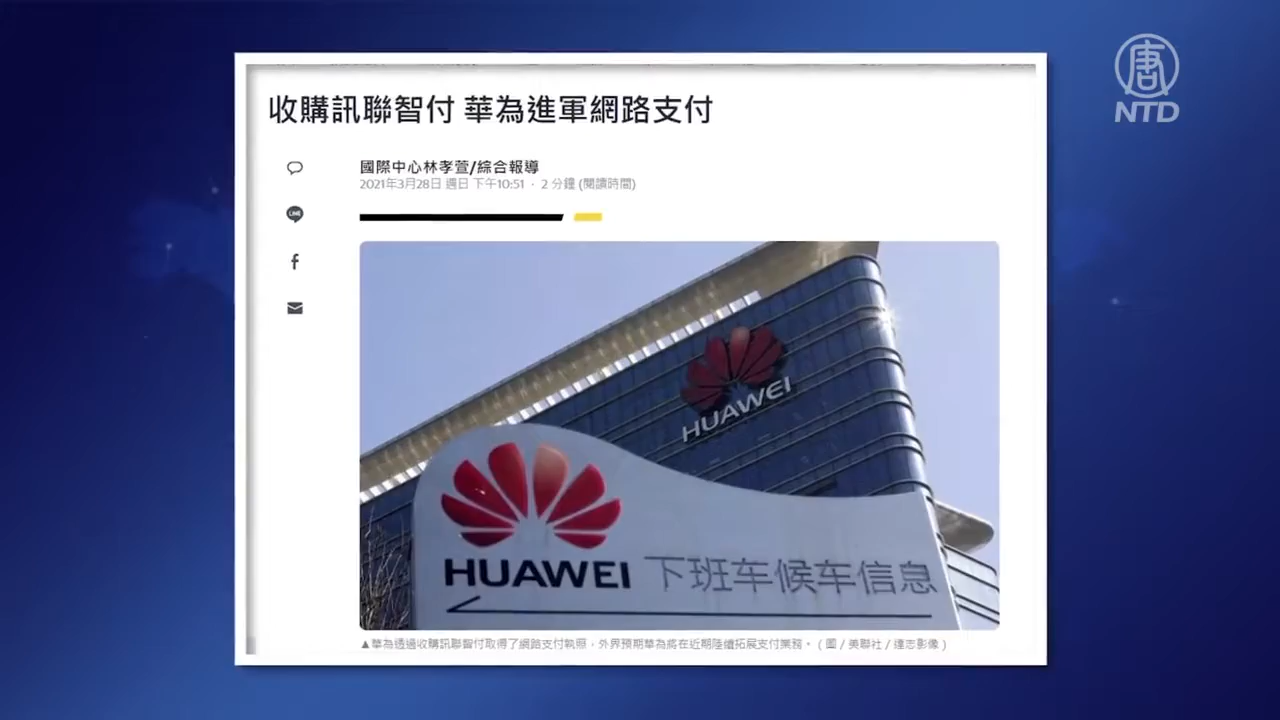 收購訊聯智付 華為進軍網路支付
唐
NTD
國際中心林孝萱/綜合報導
2021年3月28日 週日 下午10:51 · 2 分鐘 (閱讀時間)
LINE
HUAWEI
HUAWEI 下班车候车信息
▲華為透過收購訊聯智付取得了網路支付執照，外界預期華為將在近期陸續拓展支付業務。（圖／美聯社／達志影像）